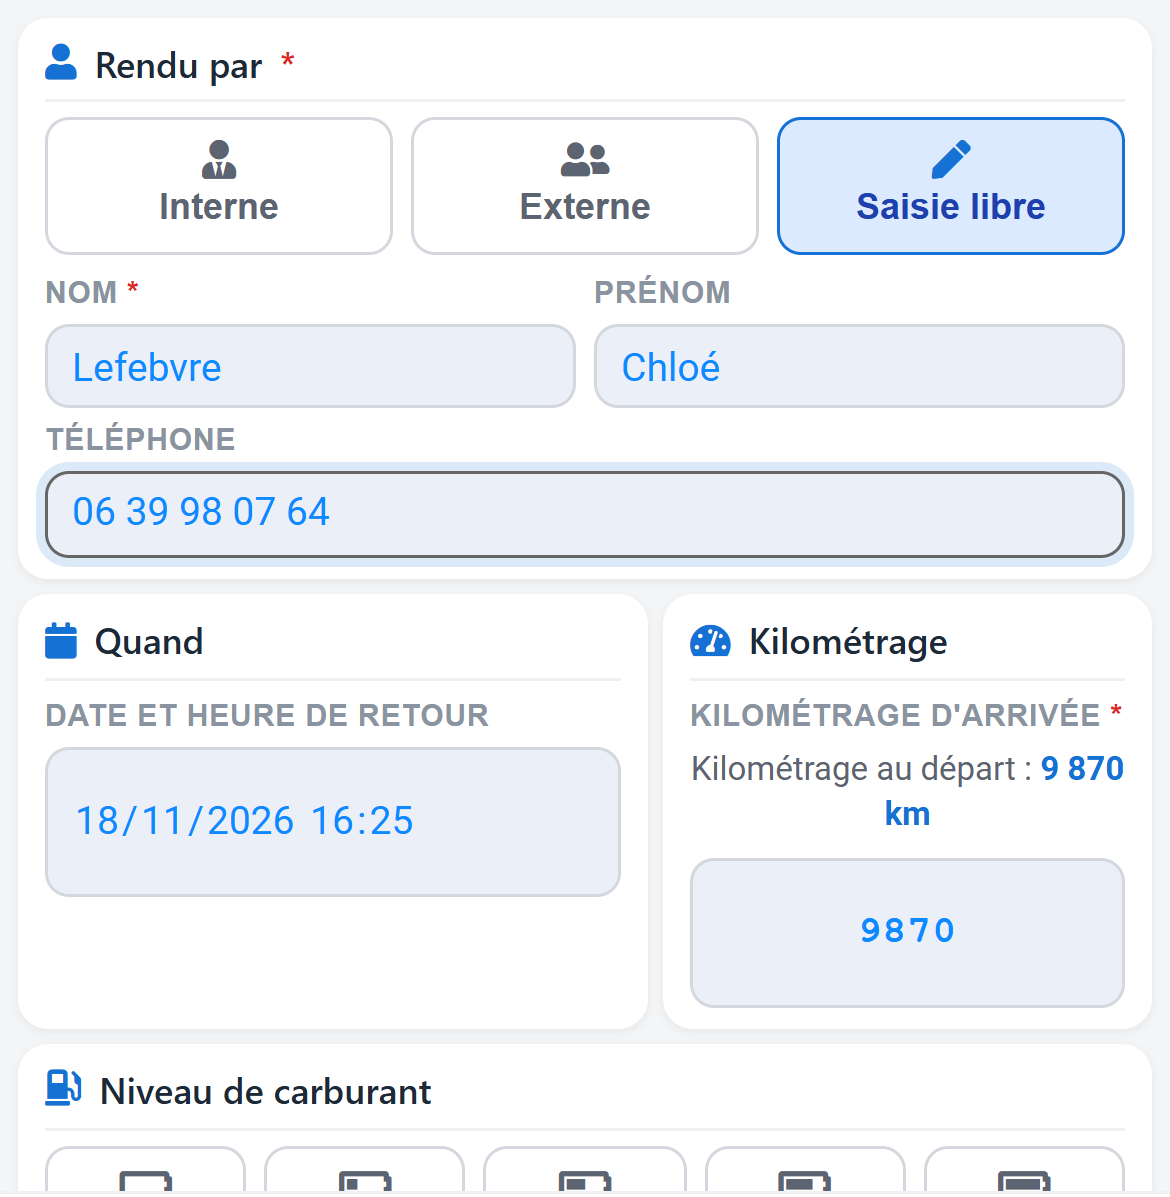 Rendu par *
Interne
Externe
Saisie libre
NOM *
PRÉNOM
Lefebvre
Chloé
TÉLÉPHONE
06 39 98 07 64
Quand
DATE ET HEURE DE RETOUR
18/11/2026 16:25
Kilométrage
KILOMÉTRAGE D'ARRIVÉE *
Kilométrage au départ : 9 870
km
9870
Niveau de carburant